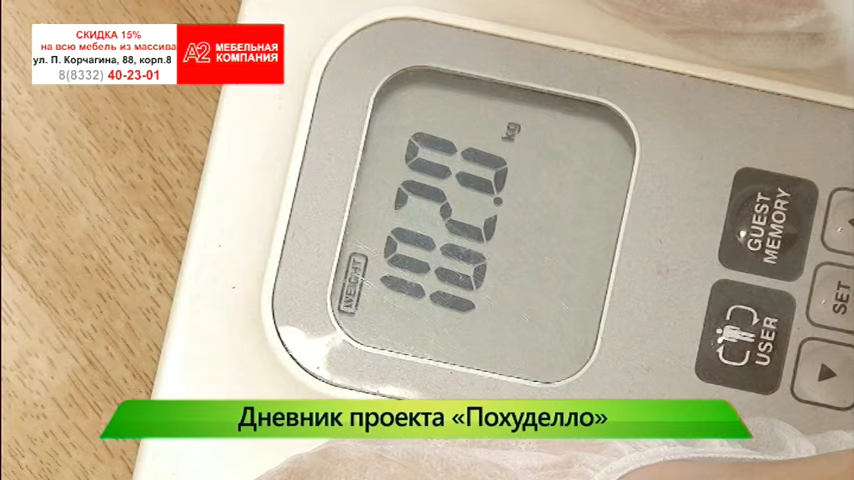 СКИДКА 15%
на всю мебель из массива
ул. П. Корчагина, 88, корп.8
8(8332) 40-23-01
А2 МЕБЕЛЬНАЯ
КОМПАНИЯ
kg
102.0
WEIGHT
GUEST
MEMORY
SET
USER
Дневник проекта «Похуделло»